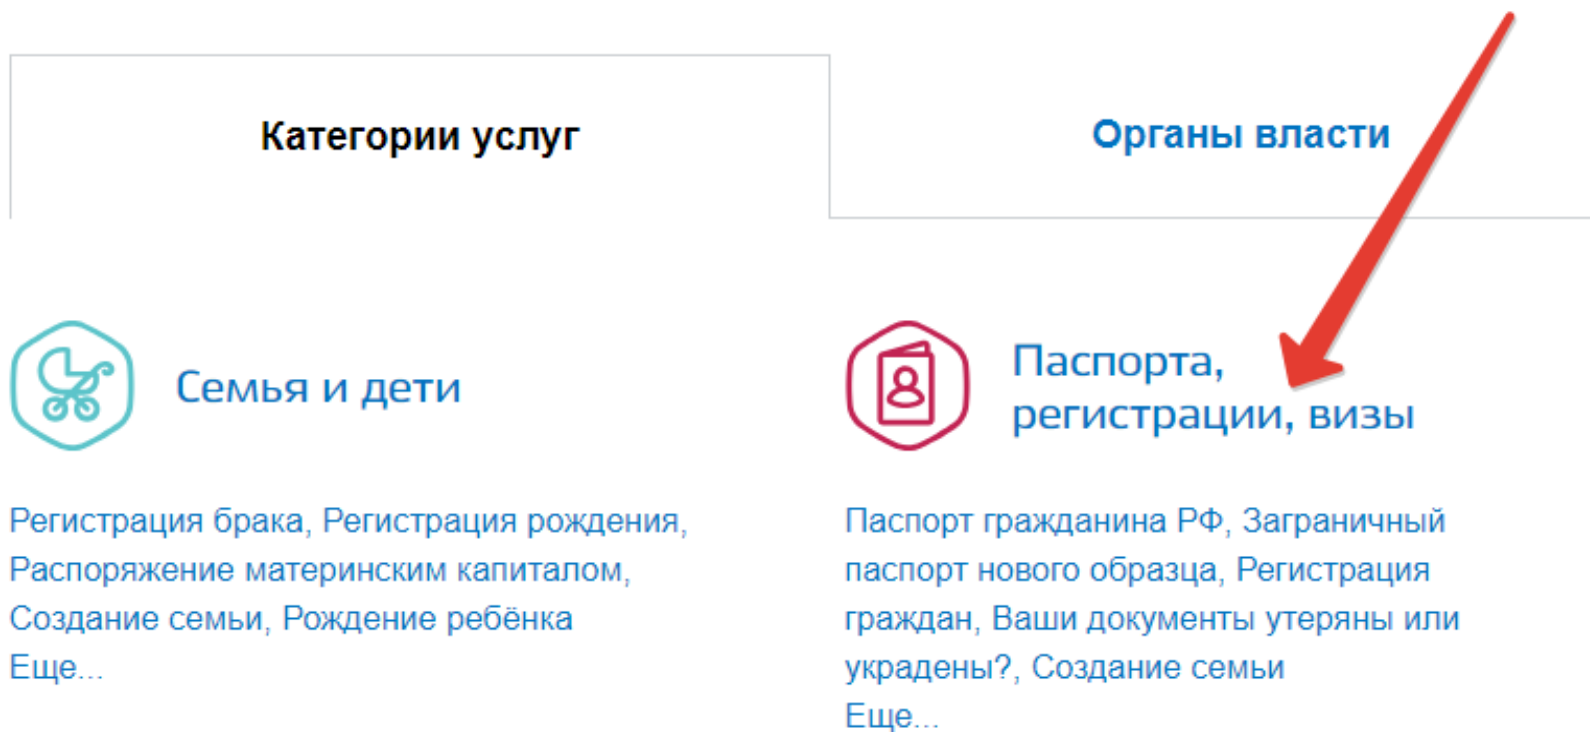 Категории услуг
Органы власти
Семья и дети
Регистрация брака, Регистрация рождения,
Распоряжение материнским капиталом,
Создание семьи, Рождение ребёнка
Еще...
Паспорта,
регистрации, визы
Паспорт гражданина РФ, Заграничный
паспорт нового образца, Регистрация
граждан, Ваши документы утеряны или
украдены?, Создание семьи
Еще...